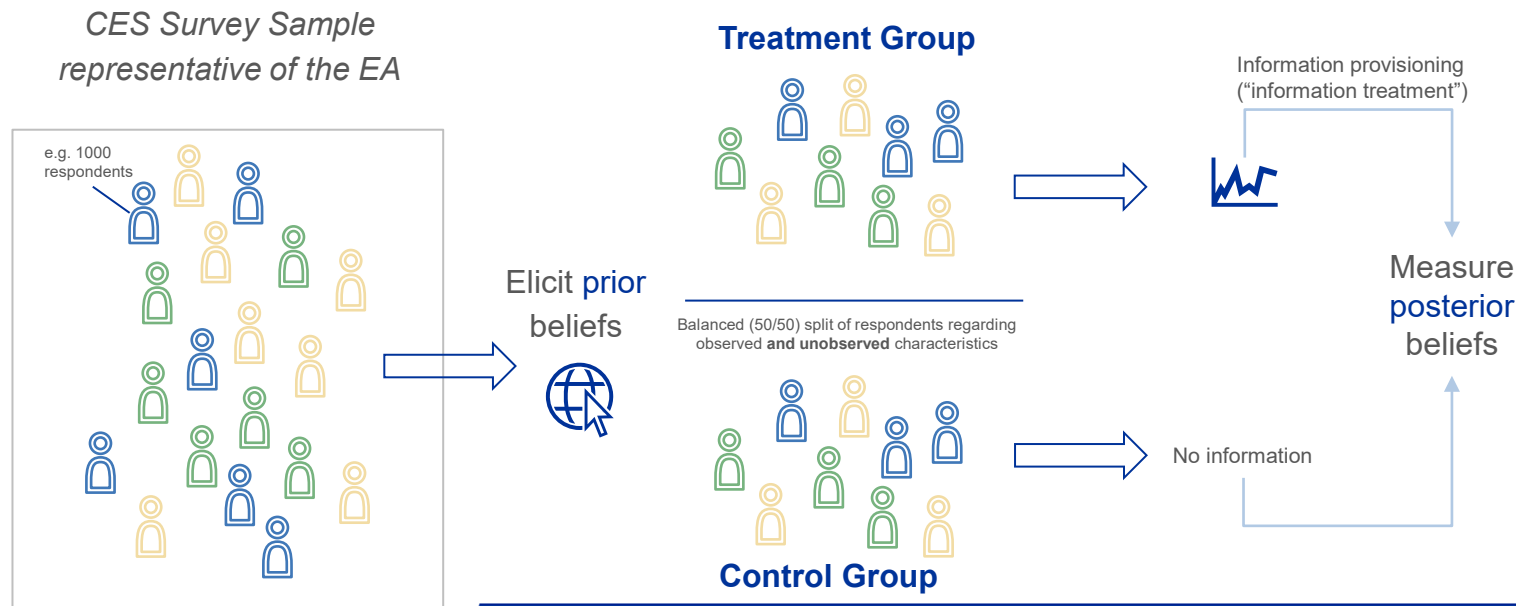 CES Survey Sample
representative of the EA
e.g. 1000
respondents
Elicit prior
beliefs
Treatment Group
Balanced (50/50) split of respondents regarding
observed and unobserved characteristics
Control Group
Information provisioning
(“information treatment”)
No information
Measure
posterior
beliefs